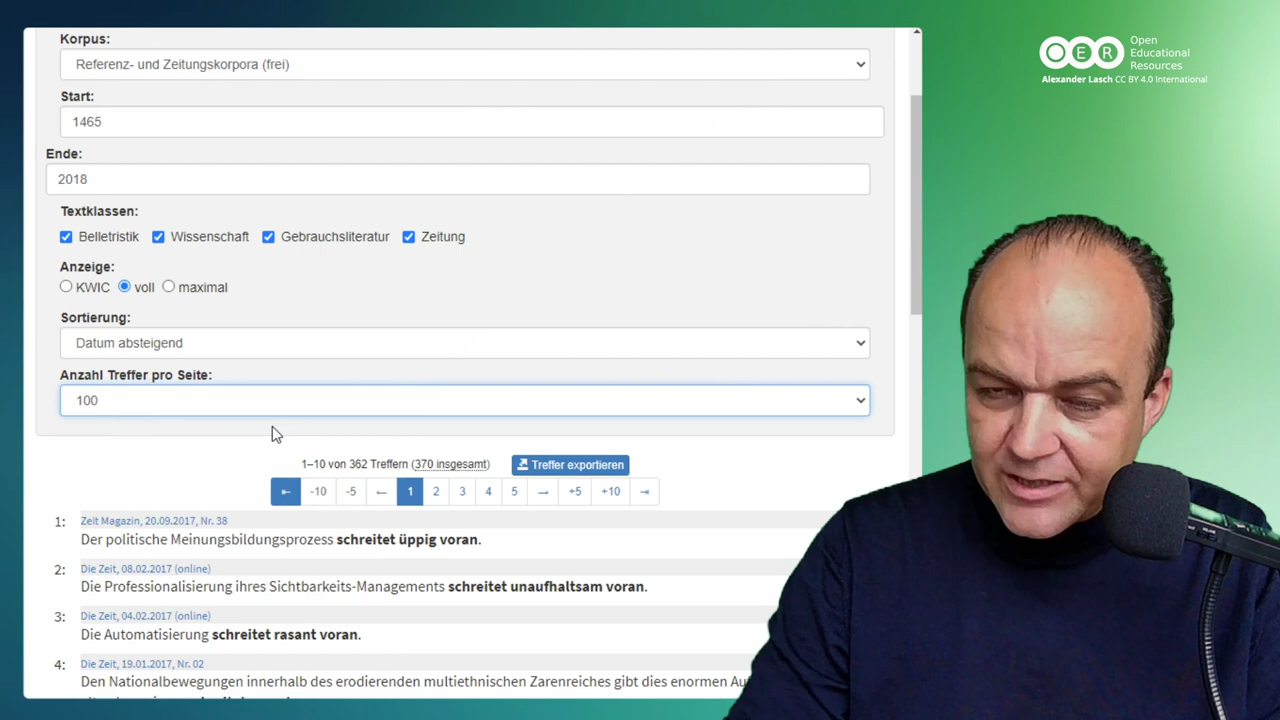 Korpus:
Referenz- und Zeitungskorpora (frei)
Start:
1465
Ende:
2018
Textklassen:
Belletristik Wissenschaft Gebrauchsliteratur Zeitung
Anzeige:
KWIC voll maximal
Sortierung:
Datum absteigend
Anzahl Treffer pro Seite:
100
1–10 von 362 Treffern (370 insgesamt) Treffer exportieren
-10 -5 1 2 3 4 5 +5 +10
1: Zeit Magazin, 20.09.2017, Nr. 38
Der politische Meinungsbildungsprozess schreitet üppig voran.
2: Die Zeit, 08.02.2017 (online)
Die Professionalisierung ihres Sichtbarkeits-Managements schreitet unaufhaltsam voran.
3: Die Zeit, 04.02.2017 (online)
Die Automatisierung schreitet rasant voran.
4: Die Zeit, 19.01.2017, Nr. 02
Den Nationalbewegungen innerhalb des erodierenden multiethnischen Zarenreiches gibt dies enormen
OER Open
Educational
Resources
Alexander Lasch CC BY 4.0 International